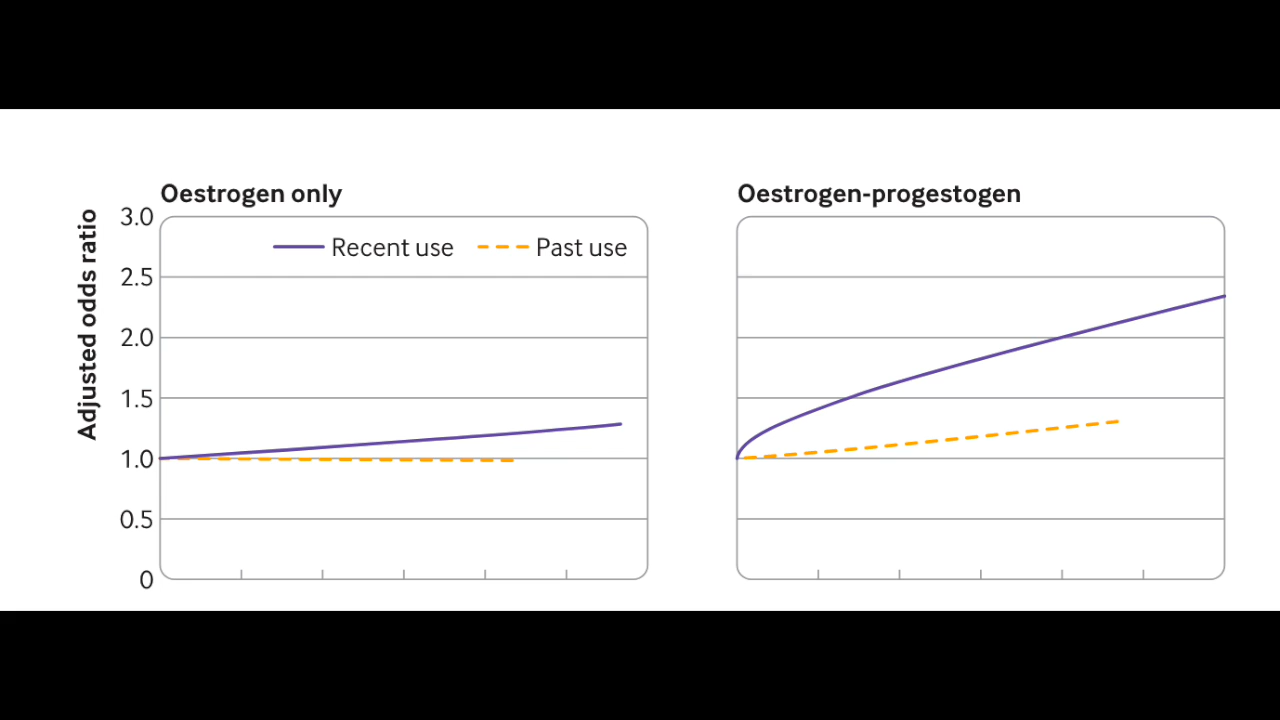 Oestrogen only
Oestrogen-progestogen
Adjusted odds ratio
3.0
2.5
2.0
1.5
1.0
0.5
0
Recent use
Past use